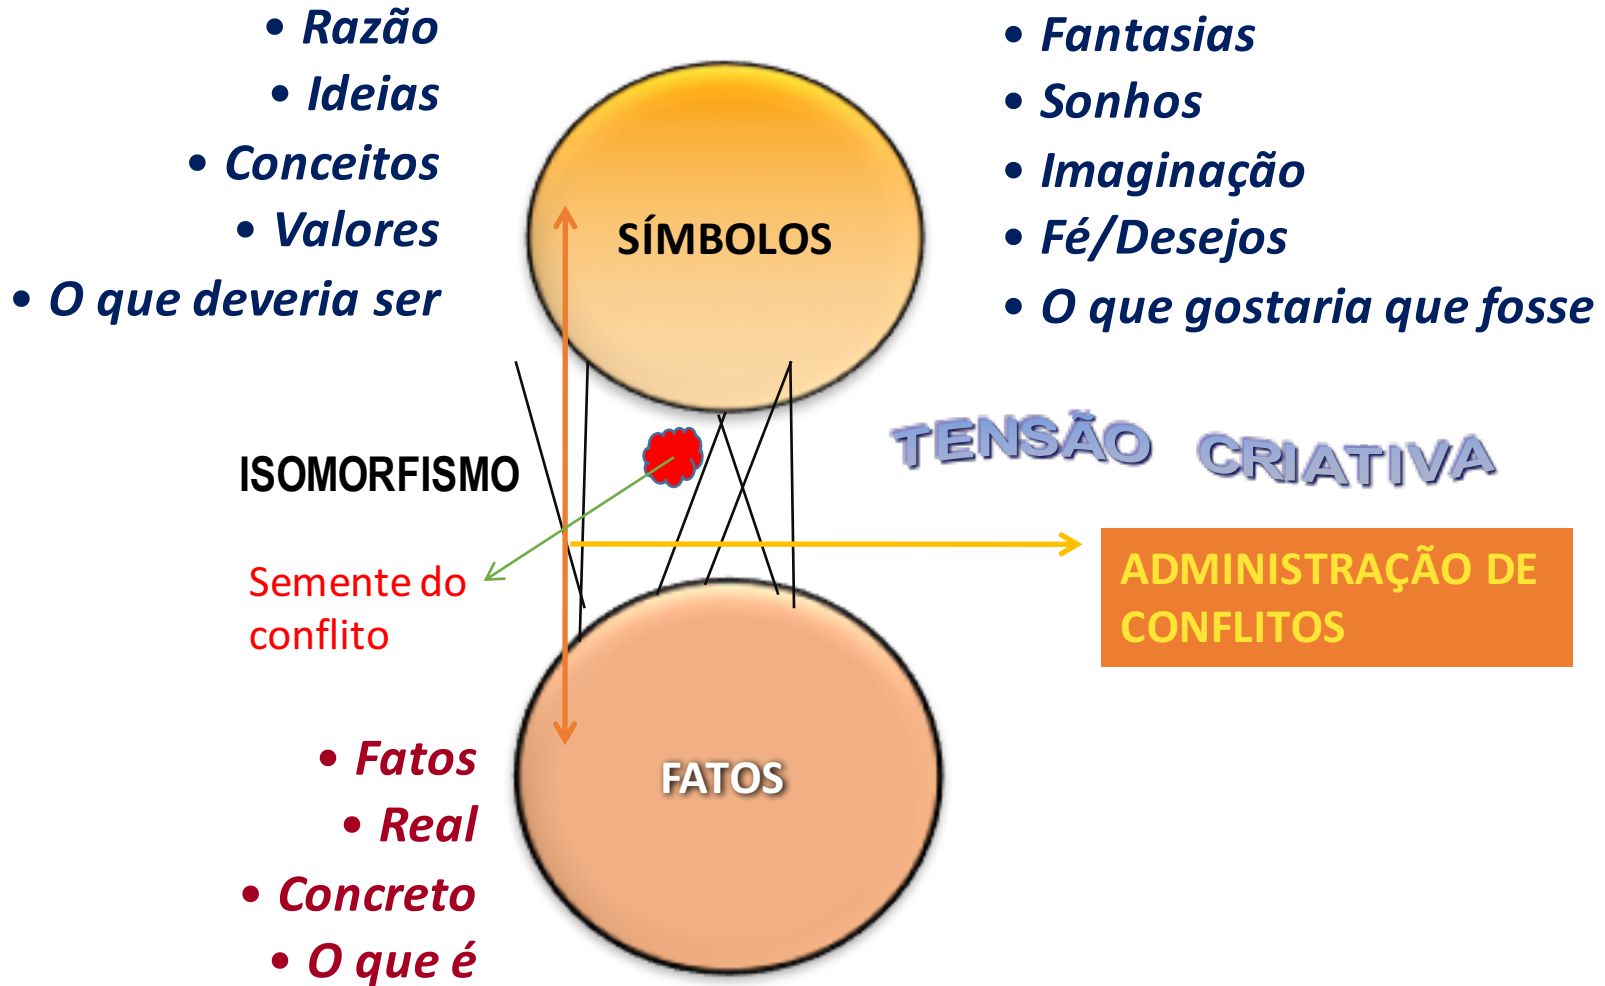 • Razão
• Ideias
• Conceitos
• Valores
• O que deveria ser
• Fantasias
• Sonhos
• Imaginação
• Fé/Desejos
• O que gostaria que fosse
SÍMBOLOS
TENSÃO CRIATIVA
ISOMORFISMO
Semente do
conflito
ADMINISTRAÇÃO DE
CONFLITOS
• Fatos
• Real
• Concreto
• O que é
FATOS